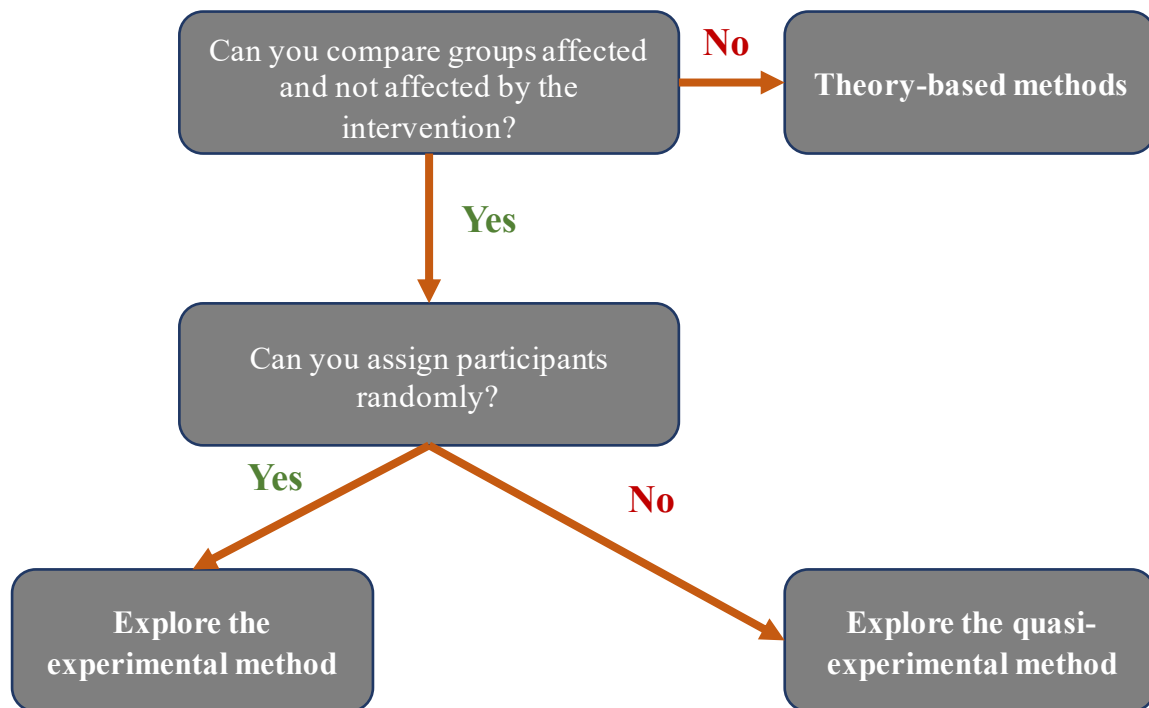 Can you compare groups affected
and not affected by the
intervention?
No
Theory-based methods
Yes
Can you assign participants
randomly?
Yes
No
Explore the
experimental method
Explore the quasi-
experimental method